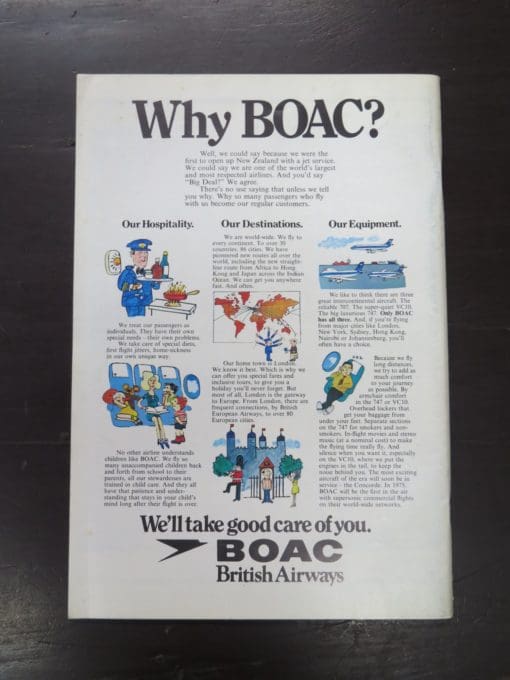 Why BOAC?
Well, we could say because we were the
first to open up New Zealand with a jet service.
We could say we are one of the world's largest
and most respected airlines. And you'd say
"Big Deal!" We agree.
There's no use saying that unless we tell
you why. Why so many passengers who fly
with us become our regular customers.
Our Hospitality.
We treat our passengers as
individuals. They have their own
special needs – their own problems.
We take care of special diets,
first flight jitters, home-sickness
in our own unique way.
No other airline understands
children like BOAC. We fly so
many unaccompanied children back
and forth from school to their
parents, all our stewardesses are
trained in child care. And they all
have that patience and under-
standing that stays in your child's
mind long after their flight is over.
Our Destinations.
We are world-wide. We fly to
every continent. To over 50
countries. 86 cities. We have
pioneered new routes all over the
world, including the new straight-
line route from Africa to Hong
Kong and Japan across the Indian
Ocean. We can get you anywhere
fast. And often.
Our home town is London.
We know it best. Which is why we
can offer you special fares and
inclusive tours, to give you a
holiday you'll never forget. But
most of all, London is the gateway
to Europe. From London, there are
frequent connections, by British
European Airways, to over 80
European cities.
Our Equipment.
We like to think there are three
great intercontinental aircraft. The
reliable 707. The super-quiet VC10.
The big luxurious 747. Only BOAC
has all three. And, if you're flying
from major cities like London,
New York, Sydney, Hong Kong,
Nairobi or Johannesburg, you'll
often have a choice.
Because we fly
long distances,
we try to add as
much comfort
to your journey
as possible. By
armchair comfort
in the 747 or VC10.
Overhead lockers that
get your baggage from
under your feet. Separate sections
on the 747 for smokers and non-
smokers. In-flight movies and stereo
music (at a nominal cost) to make
the flying time really fly. And
silence when you want it, especially
on the VC10, where we put the
engines in the tail, to keep the
noise behind you. The most exciting
aircraft of the era will soon be in
service – the Concorde. In 1975,
BOAC will be the first in the air
with supersonic commercial flights
on their world-wide networks.
We'll take good care of you.
BOAC
British Airways